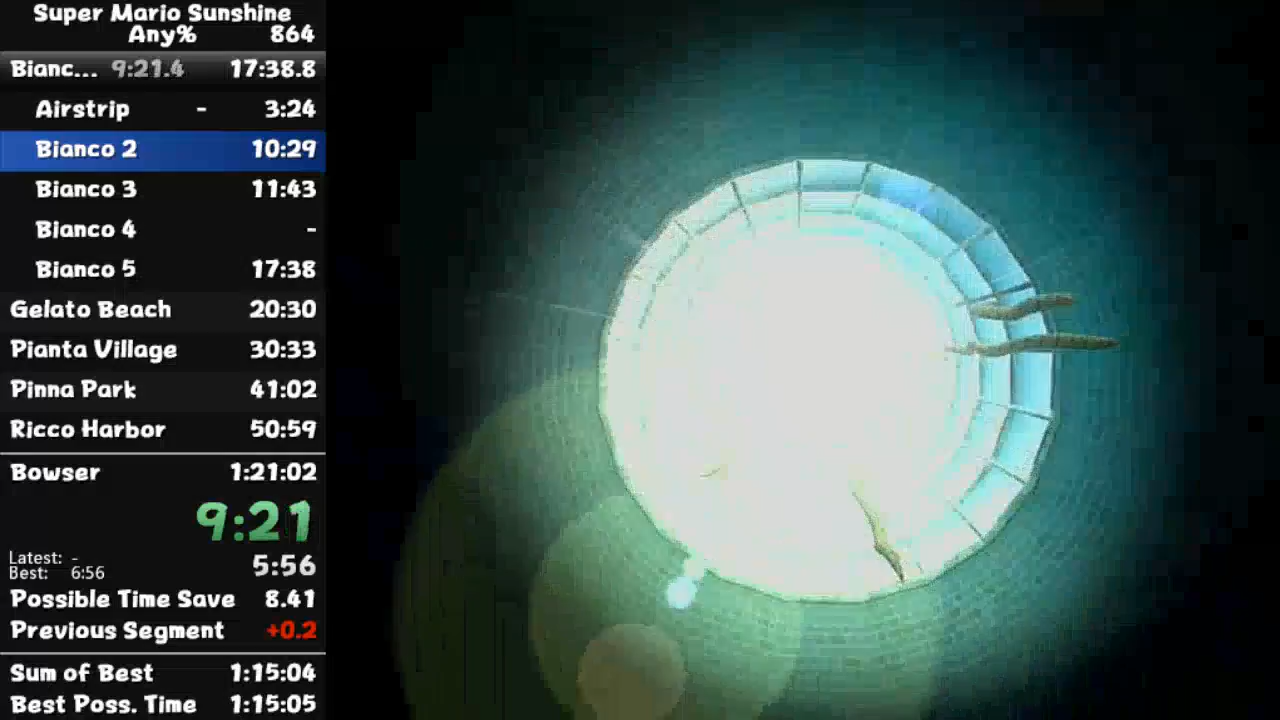 Super Mario Sunshine
Any% 864
Bianc... 9:21.4 17:38.8
Airstrip - 3:24
Bianco 2 10:29
Bianco 3 11:43
Bianco 4 -
Bianco 5 17:38
Gelato Beach 20:30
Pianta Village 30:33
Pinna Park 41:02
Ricco Harbor 50:59
Bowser 1:21:02
9:21
Latest: -
Best: 6:56
5:56
Possible Time Save 8.41
Previous Segment +0.2
Sum of Best 1:15:04
Best Poss. Time 1:15:05